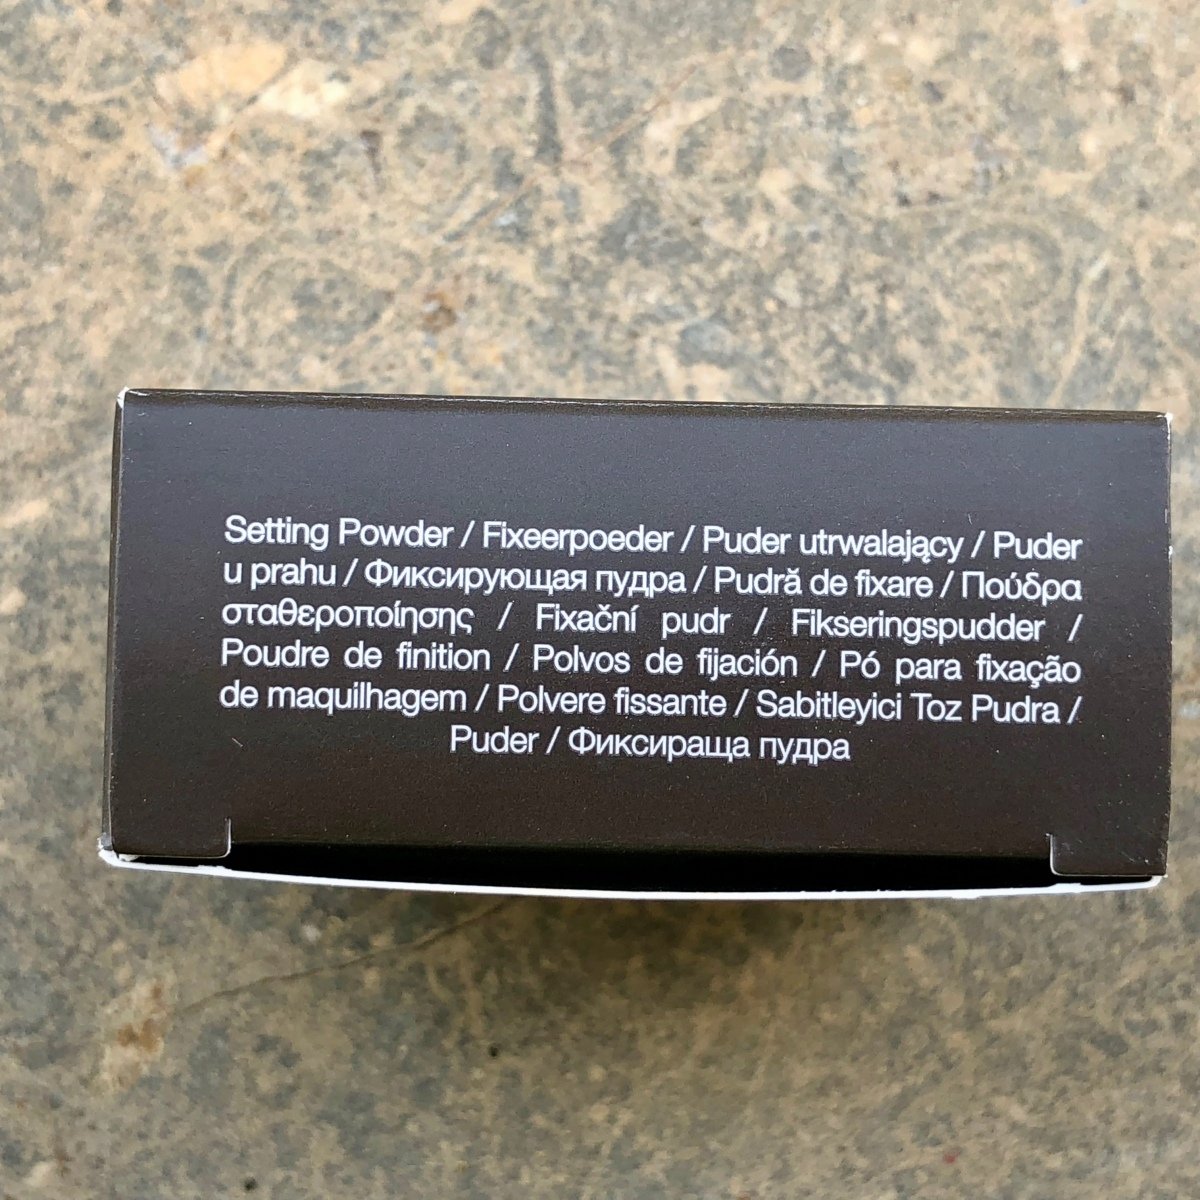 Setting Powder / Fixeerpoeder / Puder utrwalający / Puder
u prahu / Фиксирующая пудра / Pudră de fixare / Πούδρα
σταθεροποίησης / Fixační pudr / Fikseringspudder /
Poudre de finition / Polvos de fijación / Pó para fixação
de maquilhagem / Polvere fissante / Sabitleyici Toz Pudra /
Puder / Фиксираща пудра